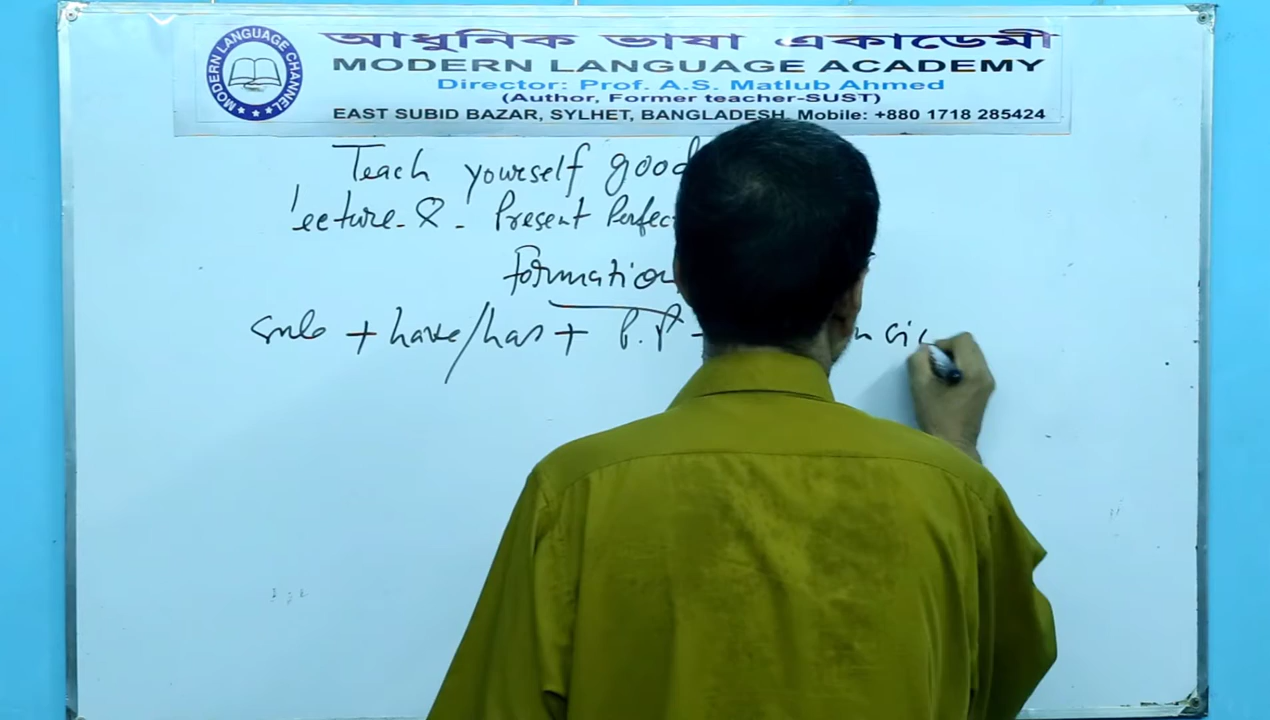 আধুনিক ভাষা একাডেমী
MODERN LANGUAGE ACADEMY
Director: Prof. A.S. Matlub Ahmed
(Author, Former teacher-SUST)
EAST SUBID BAZAR, SYLHET, BANGLADESH, Mobile: +880 1718 285424
MODERN LANGUAGE CHANNEL
Teach yourself good
Lecture-8 - Present Perfec
Formation
Sub + have/has + P.P +